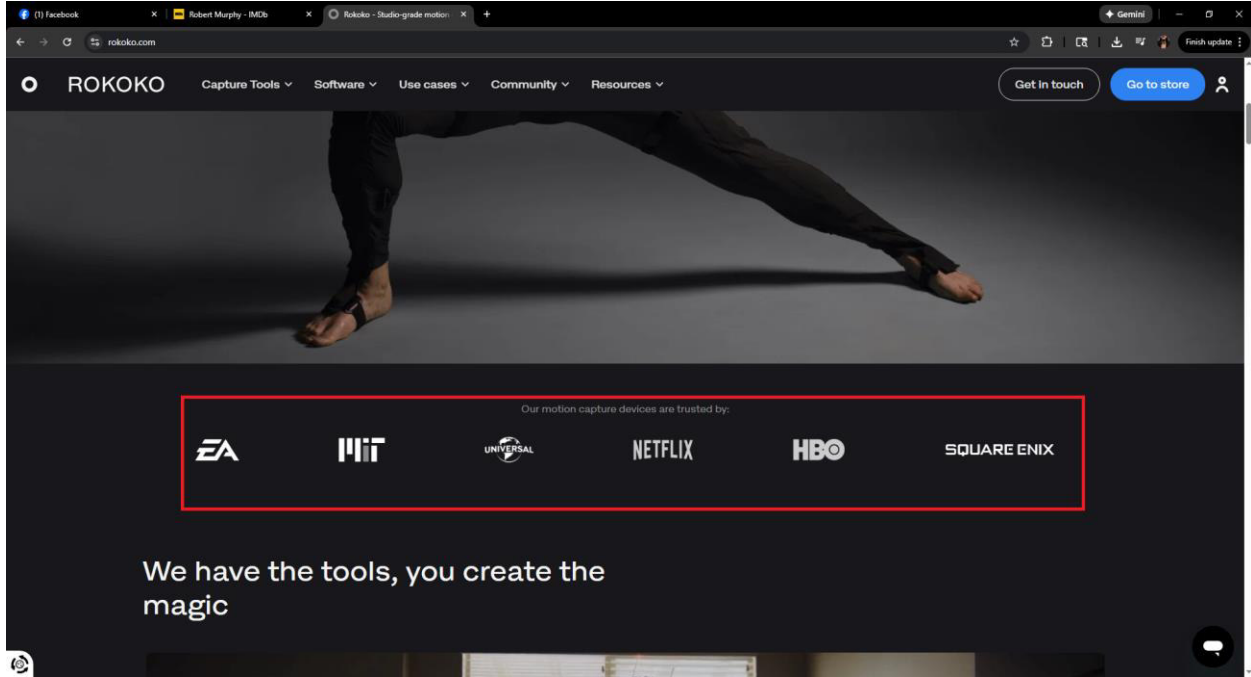 (1) Facebook
Robert Murphy - IMDb
Rokoko - Studio-grade motion
Gemini
rokoko.com
Finish update
ROKOKO
Capture Tools
Software
Use cases
Community
Resources
Get in touch
Go to store
Our motion capture devices are trusted by:
EA
MIT
UNIVERSAL
NETFLIX
HBO
SQUARE ENIX
We have the tools, you create the
magic